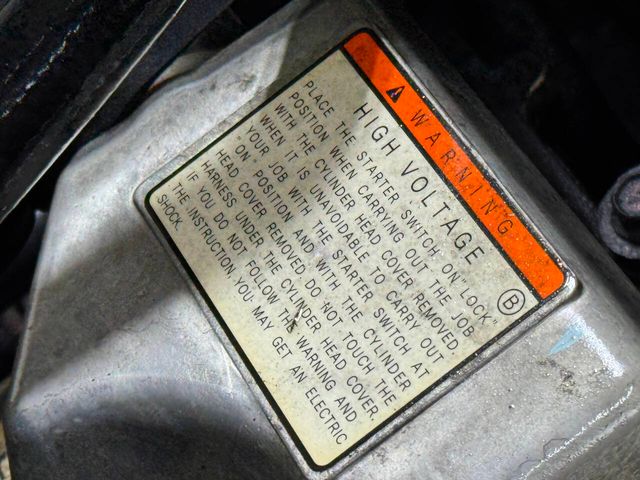 ⚠ WARNING
HIGH VOLTAGE Ⓑ
PLACE THE STARTER SWITCH ON "LOCK"
POSITION WHEN CARRYING OUT THE JOB
WITH THE CYLINDER HEAD COVER REMOVED
WHEN IT IS UNAVOIDABLE TO CARRY OUT
YOUR JOB WITH THE STARTER SWITCH AT
"ON" POSITION AND WITH THE CYLINDER
HEAD COVER REMOVED DO NOT TOUCH THE
HARNESS UNDER THE CYLINDER HEAD COVER.
IF YOU DO NOT FOLLOW THE WARNING AND
THE INSTRUCTION YOU MAY GET AN ELECTRIC
SHOCK.